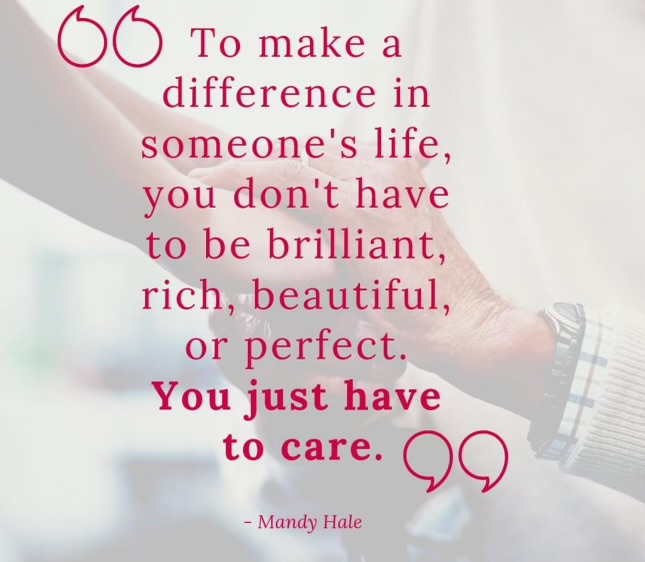 To make a
difference in
someone's life,
you don't have
to be brilliant,
rich, beautiful,
or perfect.
You just have
to care.
- Mandy Hale